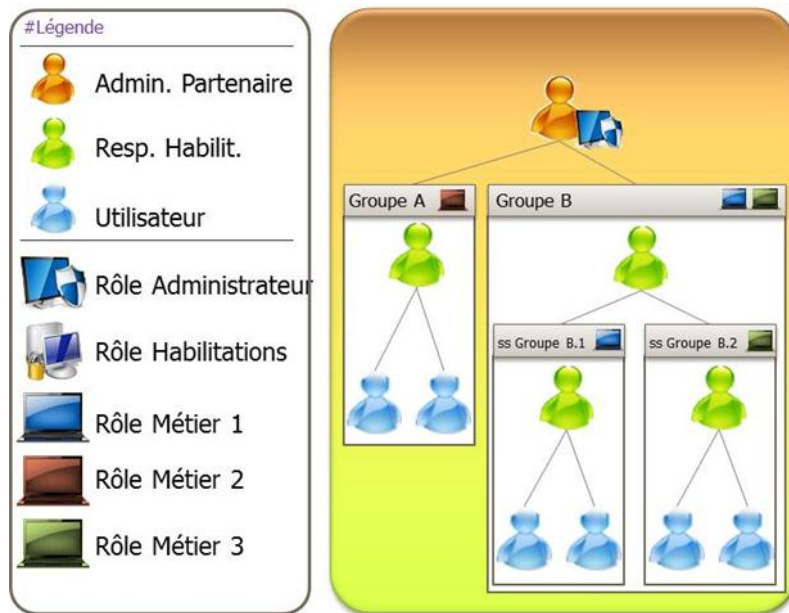 #Légende
Admin. Partenaire
Resp. Habilit.
Utilisateur
Rôle Administrateur
Rôle Habilitations
Rôle Métier 1
Rôle Métier 2
Rôle Métier 3
Groupe A
Groupe B
ss Groupe B.1
ss Groupe B.2